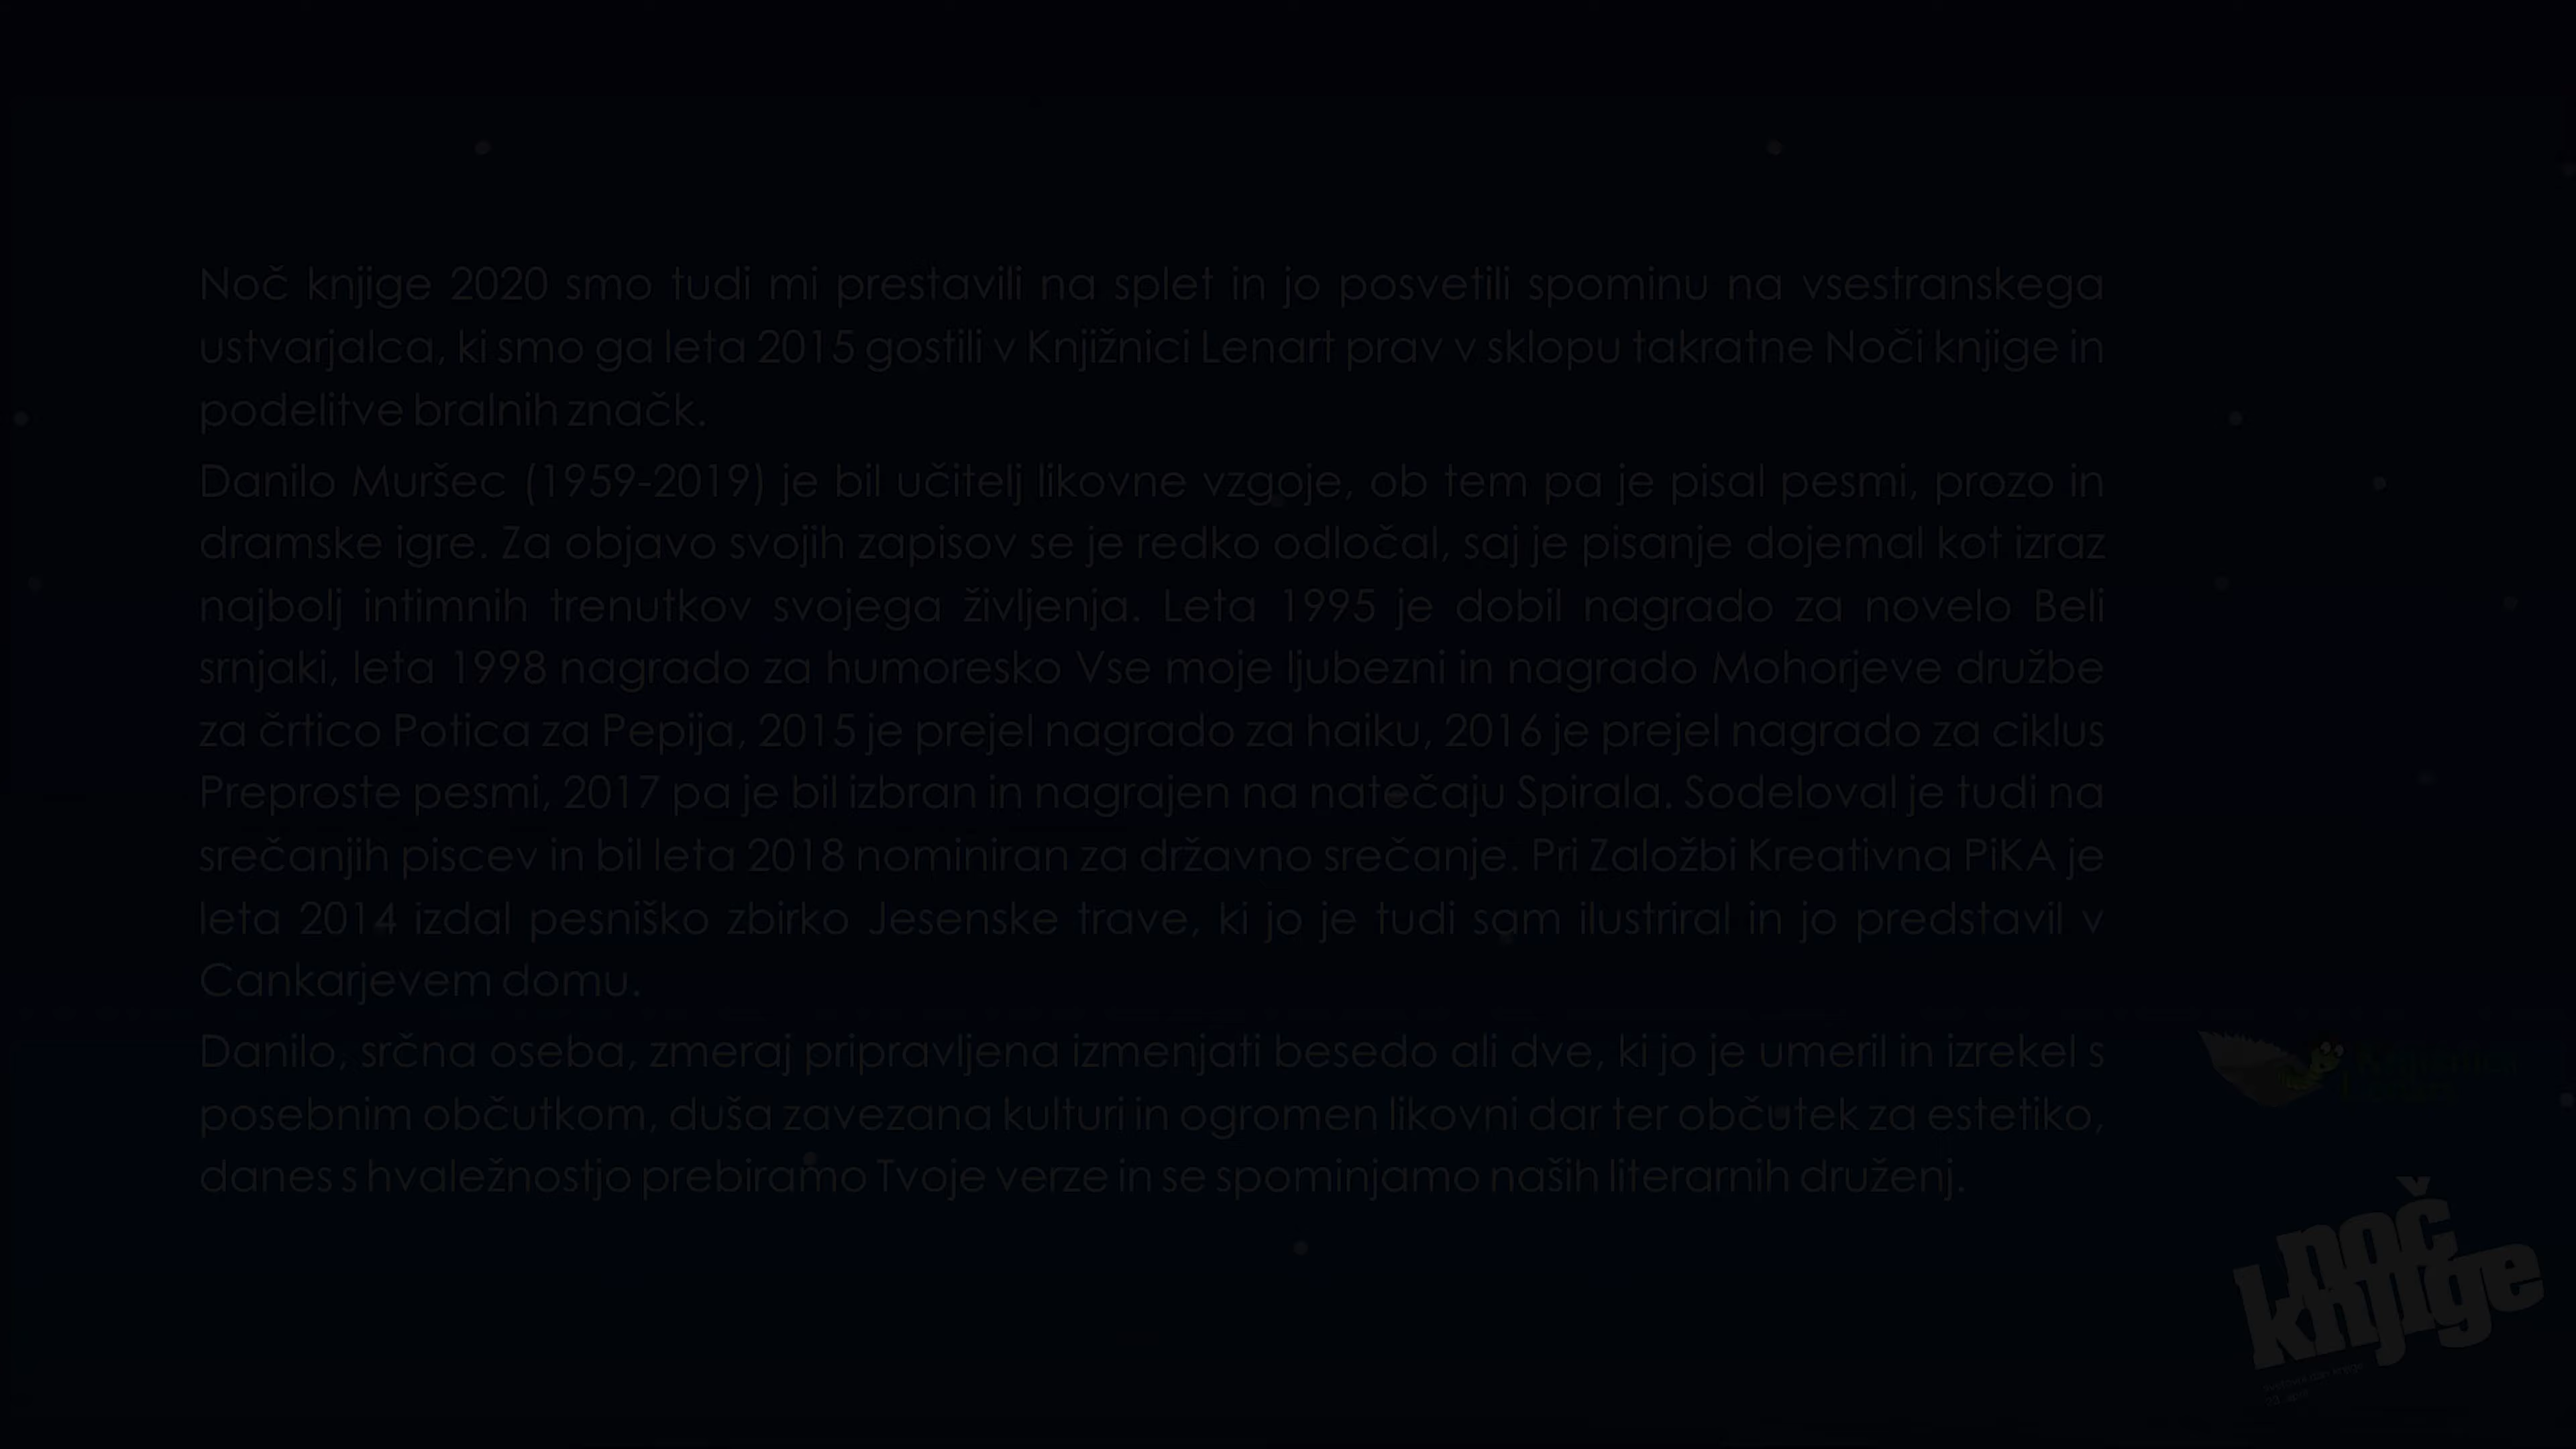 Noč knjige 2020 smo tudi mi prestavili na splet in jo posvetili spominu na vsestranskega
ustvarjalca, ki smo ga leta 2015 gostili v Knjižnici Lenart prav v sklopu takratne Noči knjige in
podelitve bralnih značk.
Danilo Muršec (1959-2019) je bil učitelj likovne vzgoje, ob tem pa je pisal pesmi, prozo in
dramske igre. Za objavo svojih zapisov se je redko odločal, saj je pisanje dojemal kot izraz
najbolj intimnih trenutkov svojega življenja. Leta 1995 je dobil nagrado za novelo Beli
srnjaki, leta 1998 nagrado za humoresko Vse moje ljubezni in nagrado Mohorjeve družbe
za črtico Potica za Pepija, 2015 je prejel nagrado za haiku, 2016 je prejel nagrado za ciklus
Preproste pesmi, 2017 pa je bil izbran in nagrajen na natečaju Spirala. Sodeloval je tudi na
srečanjih piscev in bil leta 2018 nominiran za državno srečanje. Pri Založbi Kreativna PiKA je
leta 2014 izdal pesniško zbirko Jesenske trave, ki jo je tudi sam ilustriral in jo predstavil v
Cankarjevem domu.
Danilo, srčna oseba, zmeraj pripravljena izmenjati besedo ali dve, ki jo je umeril in izrekel s
posebnim občutkom, duša zavezana kulturi in ogromen likovni dar ter občutek za estetiko,
danes s hvaležnostjo prebiramo Tvoje verze in se spominjamo naših literarnih druženj.
noč
knjige